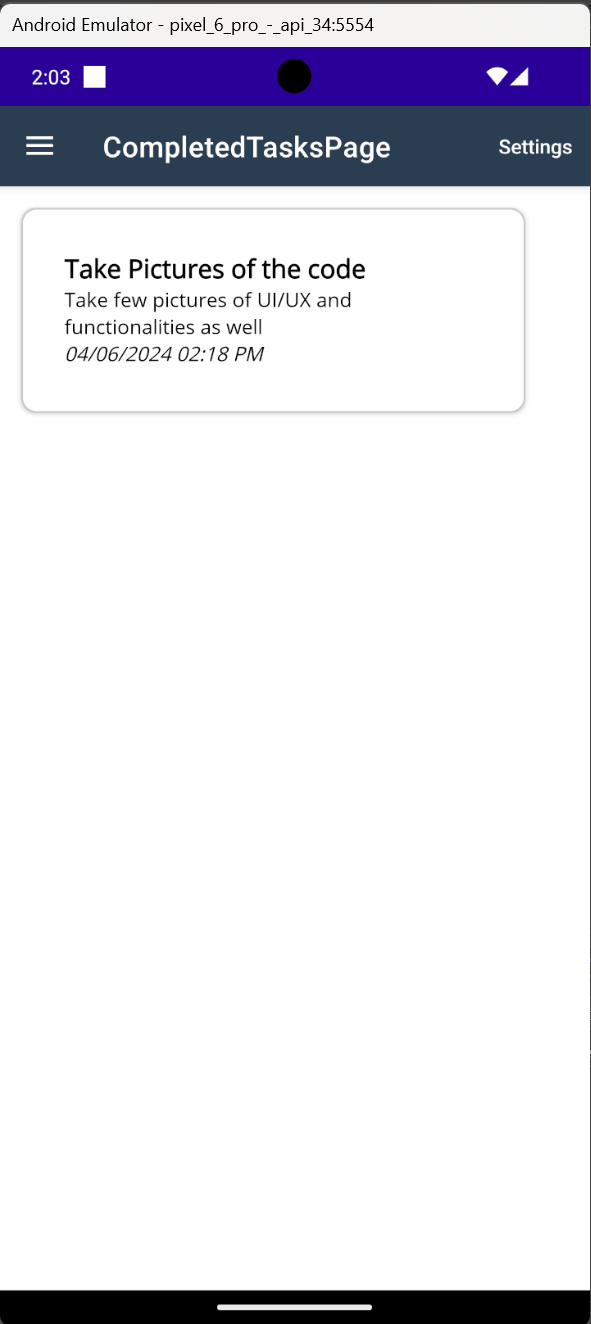 Android Emulator - pixel_6_pro_-_api_34:5554
2:03
CompletedTasksPage
Settings
Take Pictures of the code
Take few pictures of UI/UX and
functionalities as well
04/06/2024 02:18 PM